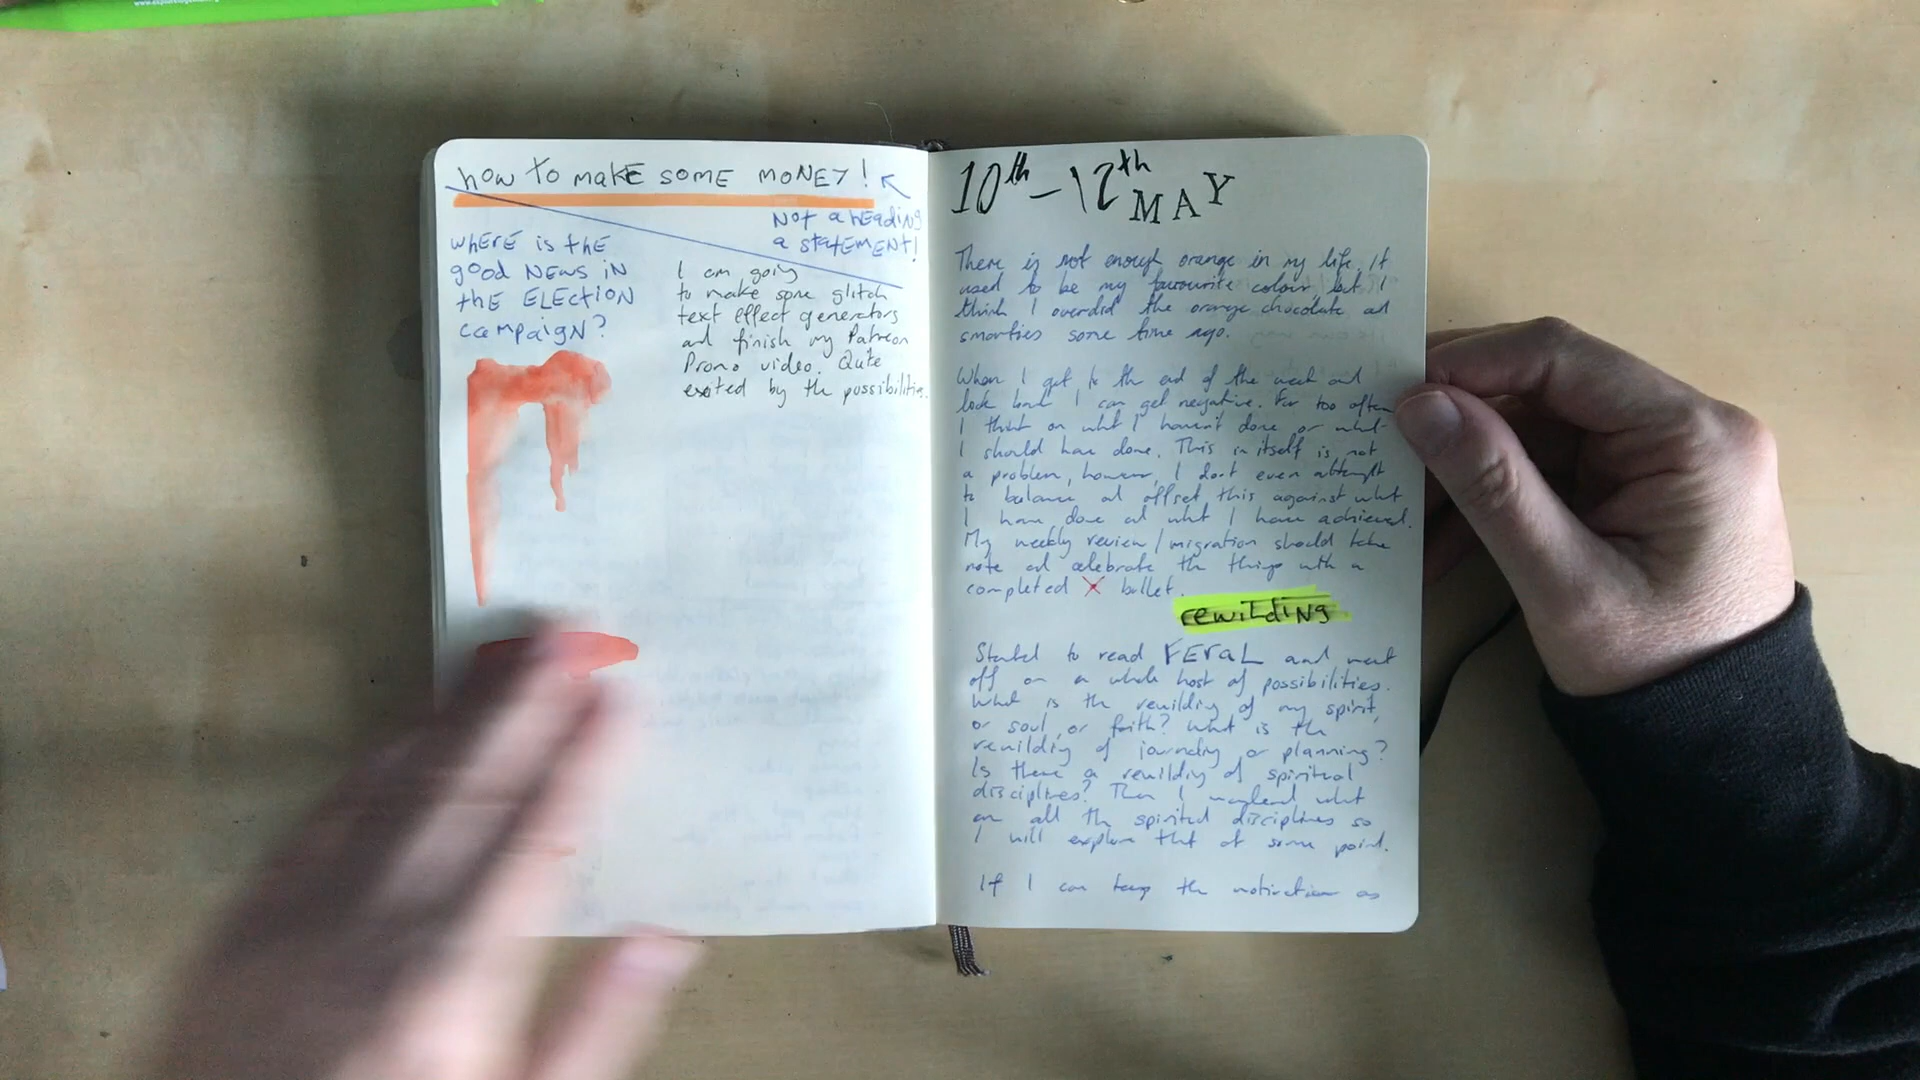 how to make some money!
Not a heading
a statement!
where is the
good news in
the election
campaign?
I am going
to make some glitch
text effect generators
and finish my Patreon
Promo video. Quite
excited by the possibilities.
10th - 12th MAY
There is not enough orange in my life. It
used to be my favourite colour, but I
think I overdid the orange chocolate and
smarties some time ago.
When I get to the end of the week and
look back I can get negative. Far too often
I think on what I haven't done or what
I should have done. This in itself is not
a problem, however, I don't even attempt
to balance and offset this against what
I have done and what I have achieved.
My weekly review/migration should take
note and celebrate the things with a
completed X bullet.
rewilding
Started to read FERAL and went
off on a whole host of possibilities.
What is the rewilding of my spirit,
or soul, or faith? What is the
rewilding of journaling or planning?
Is there a rewilding of spiritual
disciplines? Then I what
are all the spiritual disciplines so
I will explore that at some point.
If I can keep the motivation as